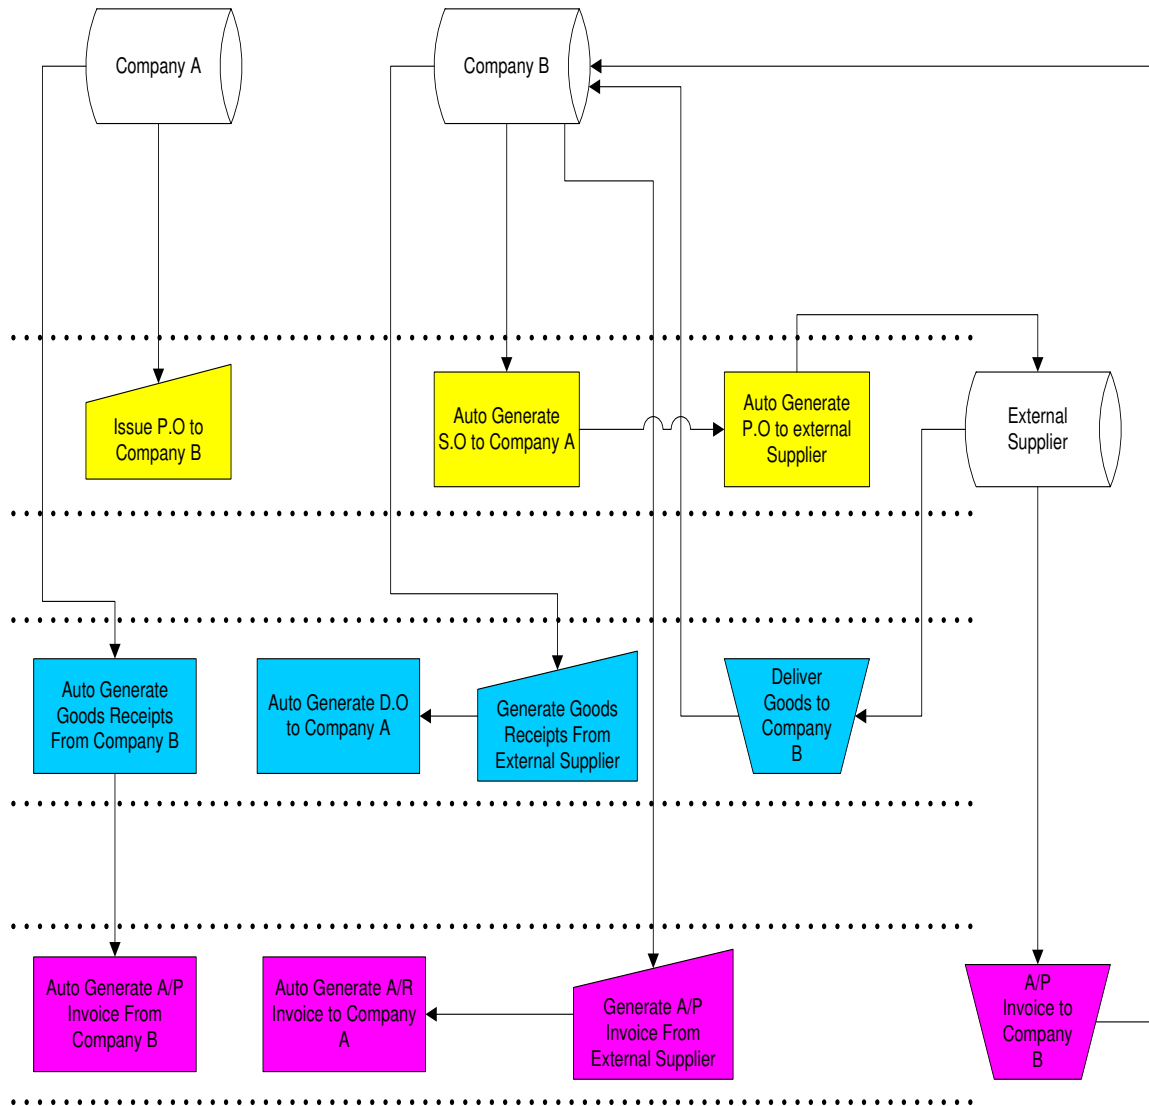 Company A
Company B
Issue P.O to
Company B
Auto Generate
S.O to Company A
Auto Generate
P.O to external
Supplier
External
Supplier
Auto Generate
Goods Receipts
From Company B
Auto Generate D.O
to Company A
Generate Goods
Receipts From
External Supplier
Deliver
Goods to
Company
B
Auto Generate A/P
Invoice From
Company B
Auto Generate A/R
Invoice to Company
A
Generate A/P
Invoice From
External Supplier
A/P
Invoice to
Company
B